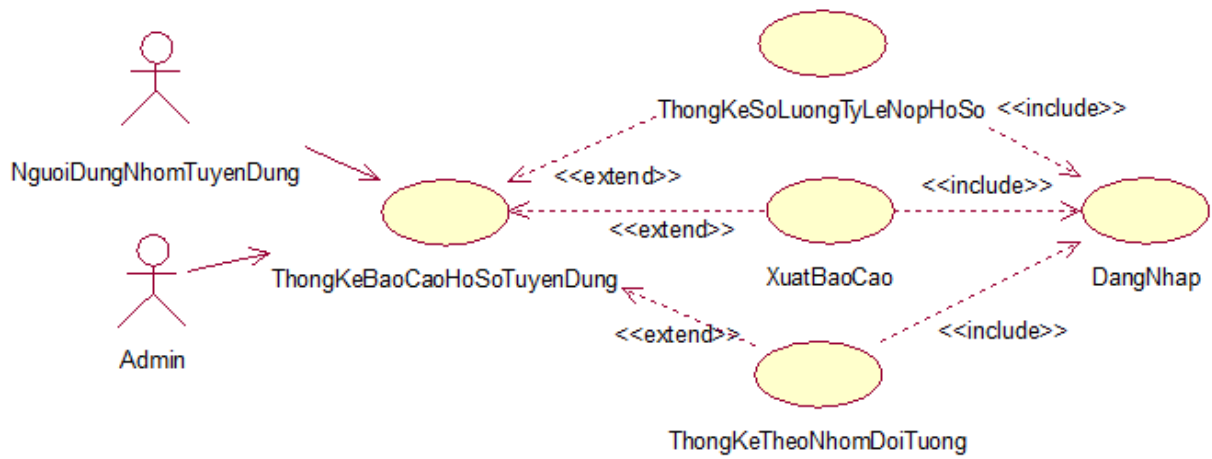 ThongKeSoLuongTyLeNopHoSo
<<include>>
NguoiDungNhomTuyenDung
<<extend>>
<<include>>
<<extend>>
ThongKeBaoCaoHoSoTuyenDung
XuatBaoCao
DangNhap
<<extend>>
<<include>>
Admin
ThongKeTheoNhomDoiTuong